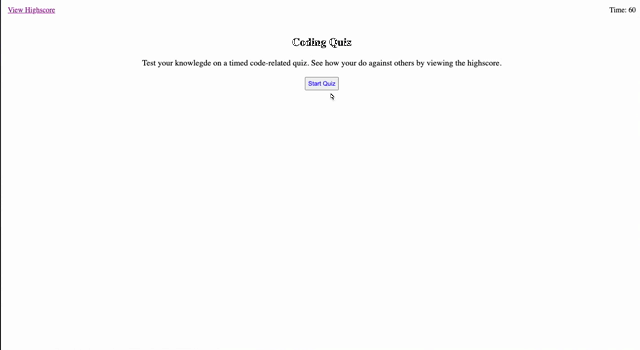 View Highscore Time: 60
Coding Quiz
Test your knowlegde on a timed code-related quiz. See how your do against others by viewing the highscore.
Start Quiz